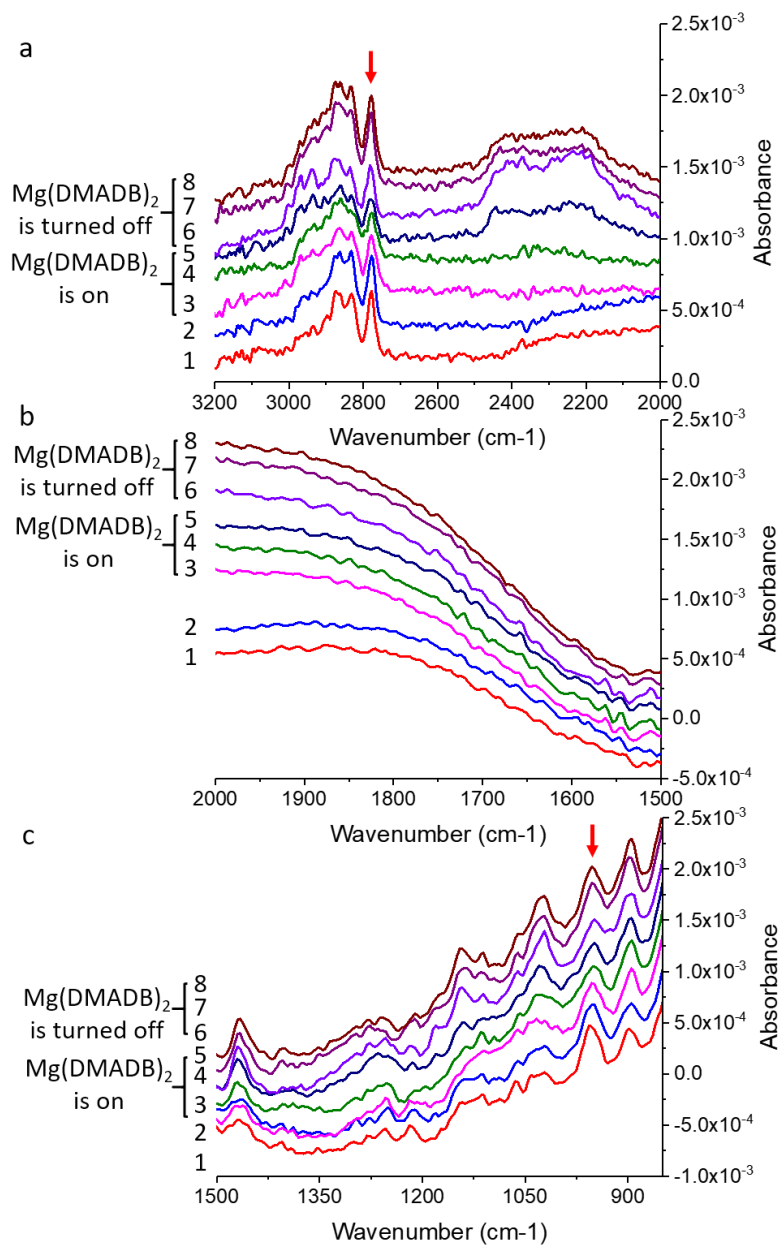 a
Mg(DMADB)2
is turned off
Mg(DMADB)2
is on
8
7
6
5
4
3
2
1
2.5x10-3
2.0x10-3
1.5x10-3
1.0x10-3
5.0x10-4
0.0
Absorbance
3200 3000 2800 2600 2400 2200 2000
Wavenumber (cm-1)
b
Mg(DMADB)2
is turned off
Mg(DMADB)2
is on
8
7
6
5
4
3
2
1
2.5x10-3
2.0x10-3
1.5x10-3
1.0x10-3
5.0x10-4
0.0
-5.0x10-4
Absorbance
2000 1900 1800 1700 1600 1500
Wavenumber (cm-1)
c
Mg(DMADB)2
is turned off
Mg(DMADB)2
is on
8
7
6
5
4
3
2
1
2.5x10-3
2.0x10-3
1.5x10-3
1.0x10-3
5.0x10-4
0.0
-5.0x10-4
-1.0x10-3
Absorbance
1500 1350 1200 1050 900
Wavenumber (cm-1)